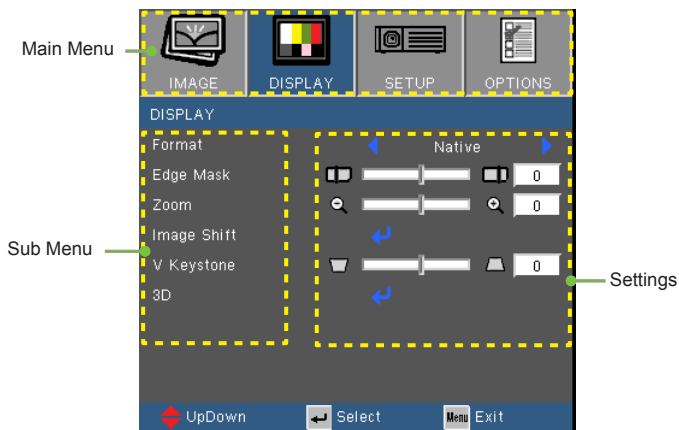 Main Menu
IMAGE DISPLAY SETUP OPTIONS
DISPLAY
Format Native
Edge Mask 0
Zoom 0
Image Shift
Sub Menu
V Keystone 0
Settings
3D
UpDown Select Menu Exit